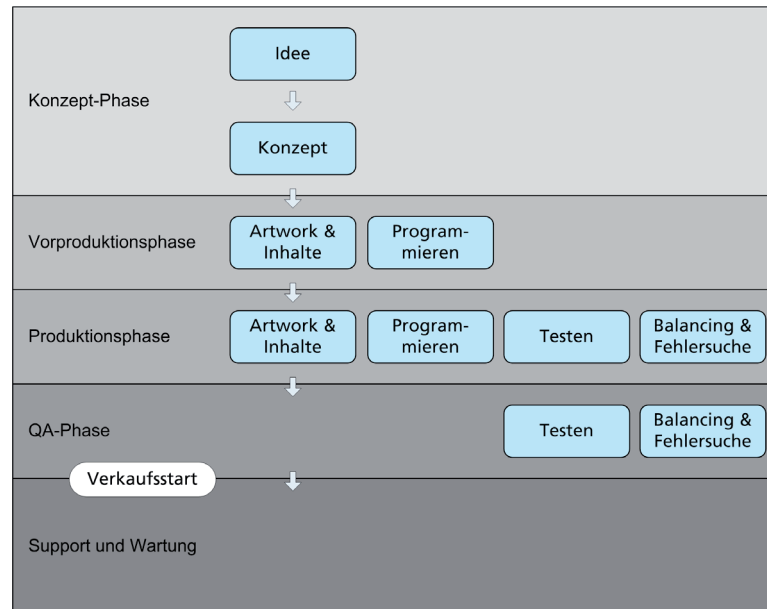 Idee
Konzept-Phase
Konzept
Vorproduktionsphase
Artwork &
Inhalte
Program-
mieren
Produktionsphase
Artwork &
Inhalte
Program-
mieren
Testen
Balancing &
Fehlersuche
QA-Phase
Testen
Balancing &
Fehlersuche
Verkaufsstart
Support und Wartung